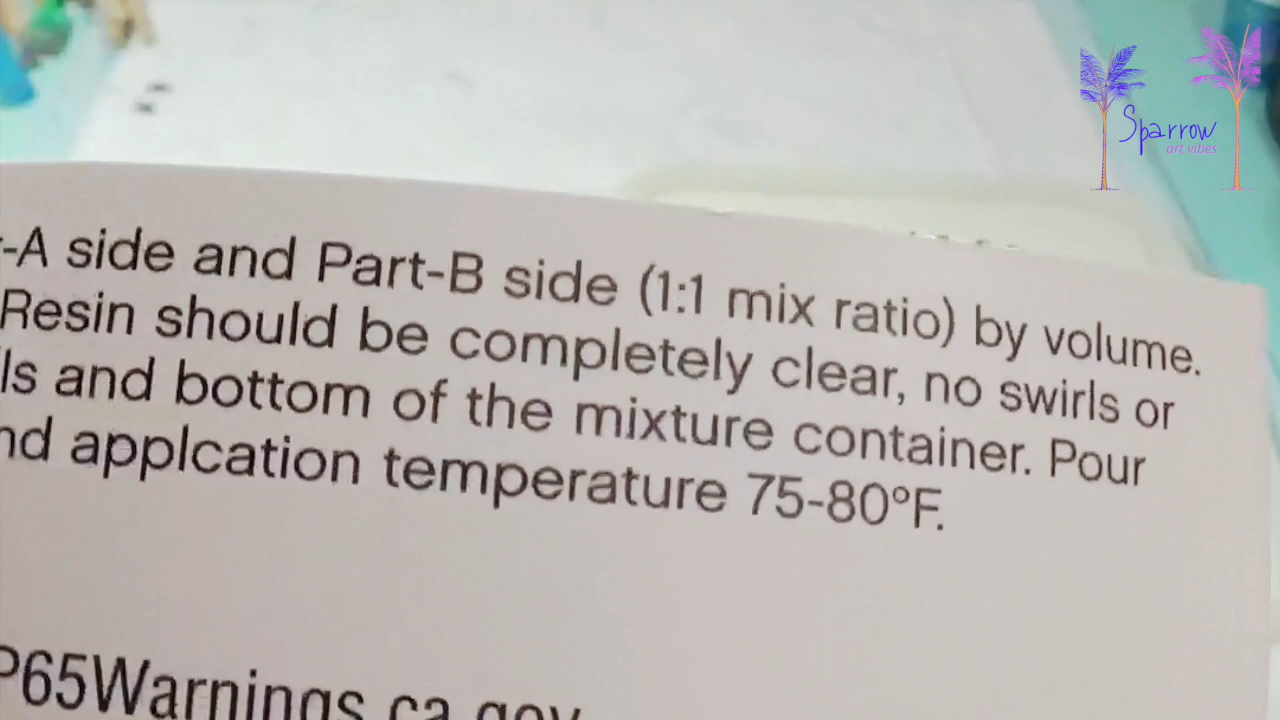 Sparrow
art vibes
-A side and Part-B side (1:1 mix ratio) by volume.
Resin should be completely clear, no swirls or
ls and bottom of the mixture container. Pour
nd applcation temperature 75-80°F.
P65Warnings.ca.gov